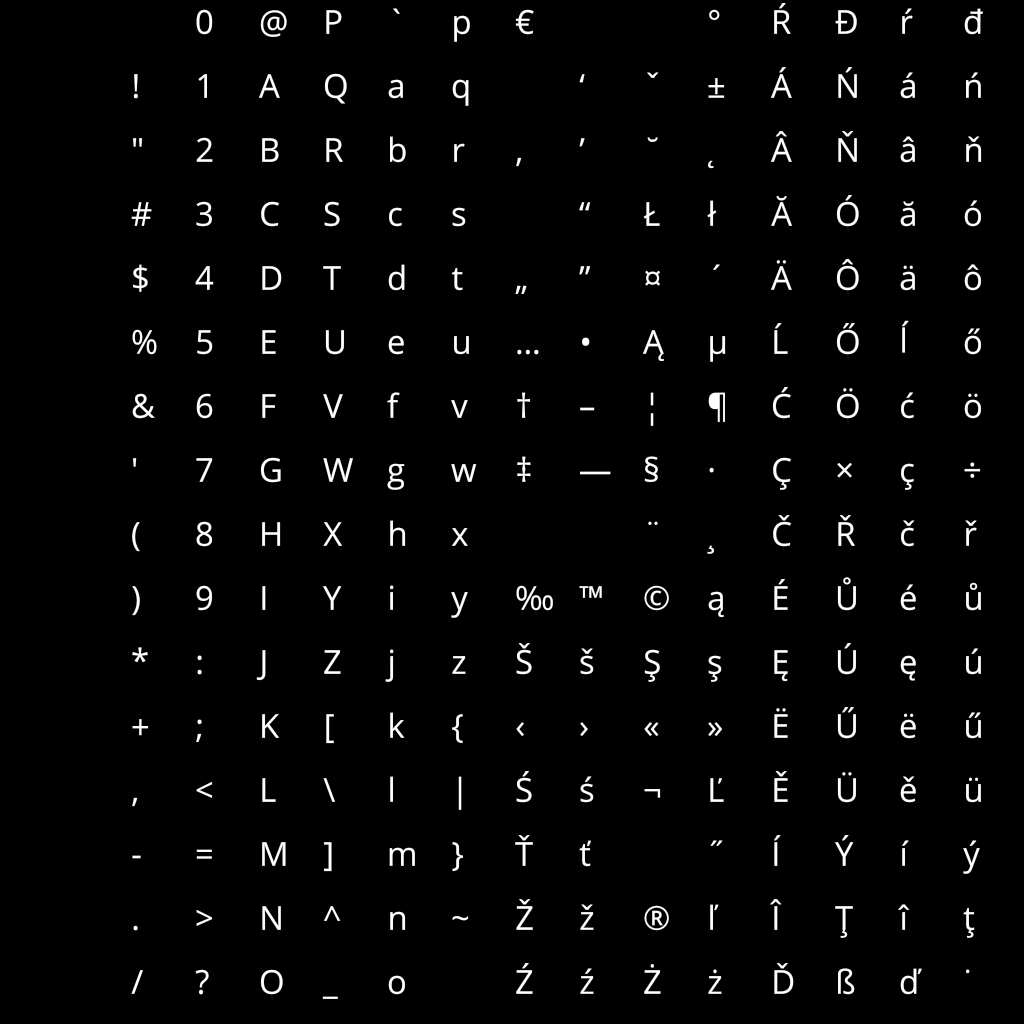 0 @ P ` p € ° Ŕ Đ ŕ đ
! 1 A Q a q ‘ ˇ ± Á Ń á ń
" 2 B R b r ‚ ’ ˘ ˛ Â Ň â ň
# 3 C S c s “ Ł ł Ă Ó ă ó
$ 4 D T d t „ ” ¤ ´ Ä Ô ä ô
% 5 E U e u … • Ą µ Ĺ Ő ĺ ő
& 6 F V f v † – ¦ ¶ Ć Ö ć ö
' 7 G W g w ‡ — § · Ç × ç ÷
( 8 H X h x ¨ ¸ Č Ř č ř
) 9 I Y i y ‰ ™ © ą É Ů é ů
* : J Z j z Š š Ş ş Ę Ú ę ú
+ ; K [ k { ‹ › « » Ë Ű ë ű
, < L \ l | Ś ś ¬ Ľ Ě Ü ě ü
- = M ] m } Ť ť ˝ Í Ý í ý
. > N ^ n ~ Ž ž ® ľ Î Ţ î ţ
/ ? O _ o Ź ź Ż ż Ď ß ď ˙